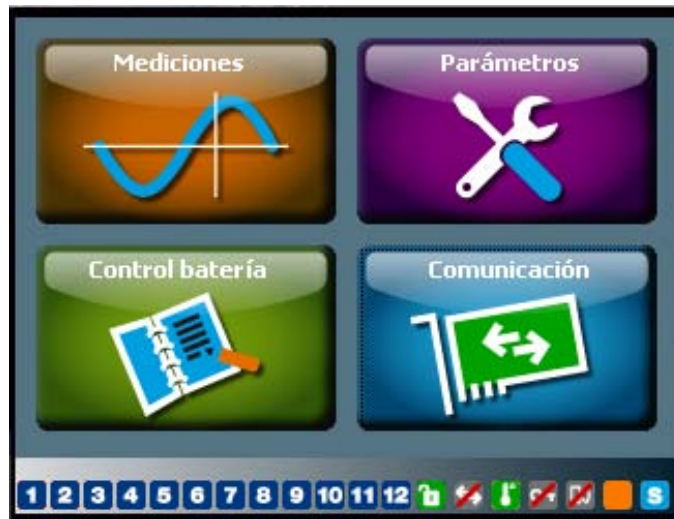 Mediciones
Parámetros
Control batería
Comunicación
1 2 3 4 5 6 7 8 9 10 11 12 S